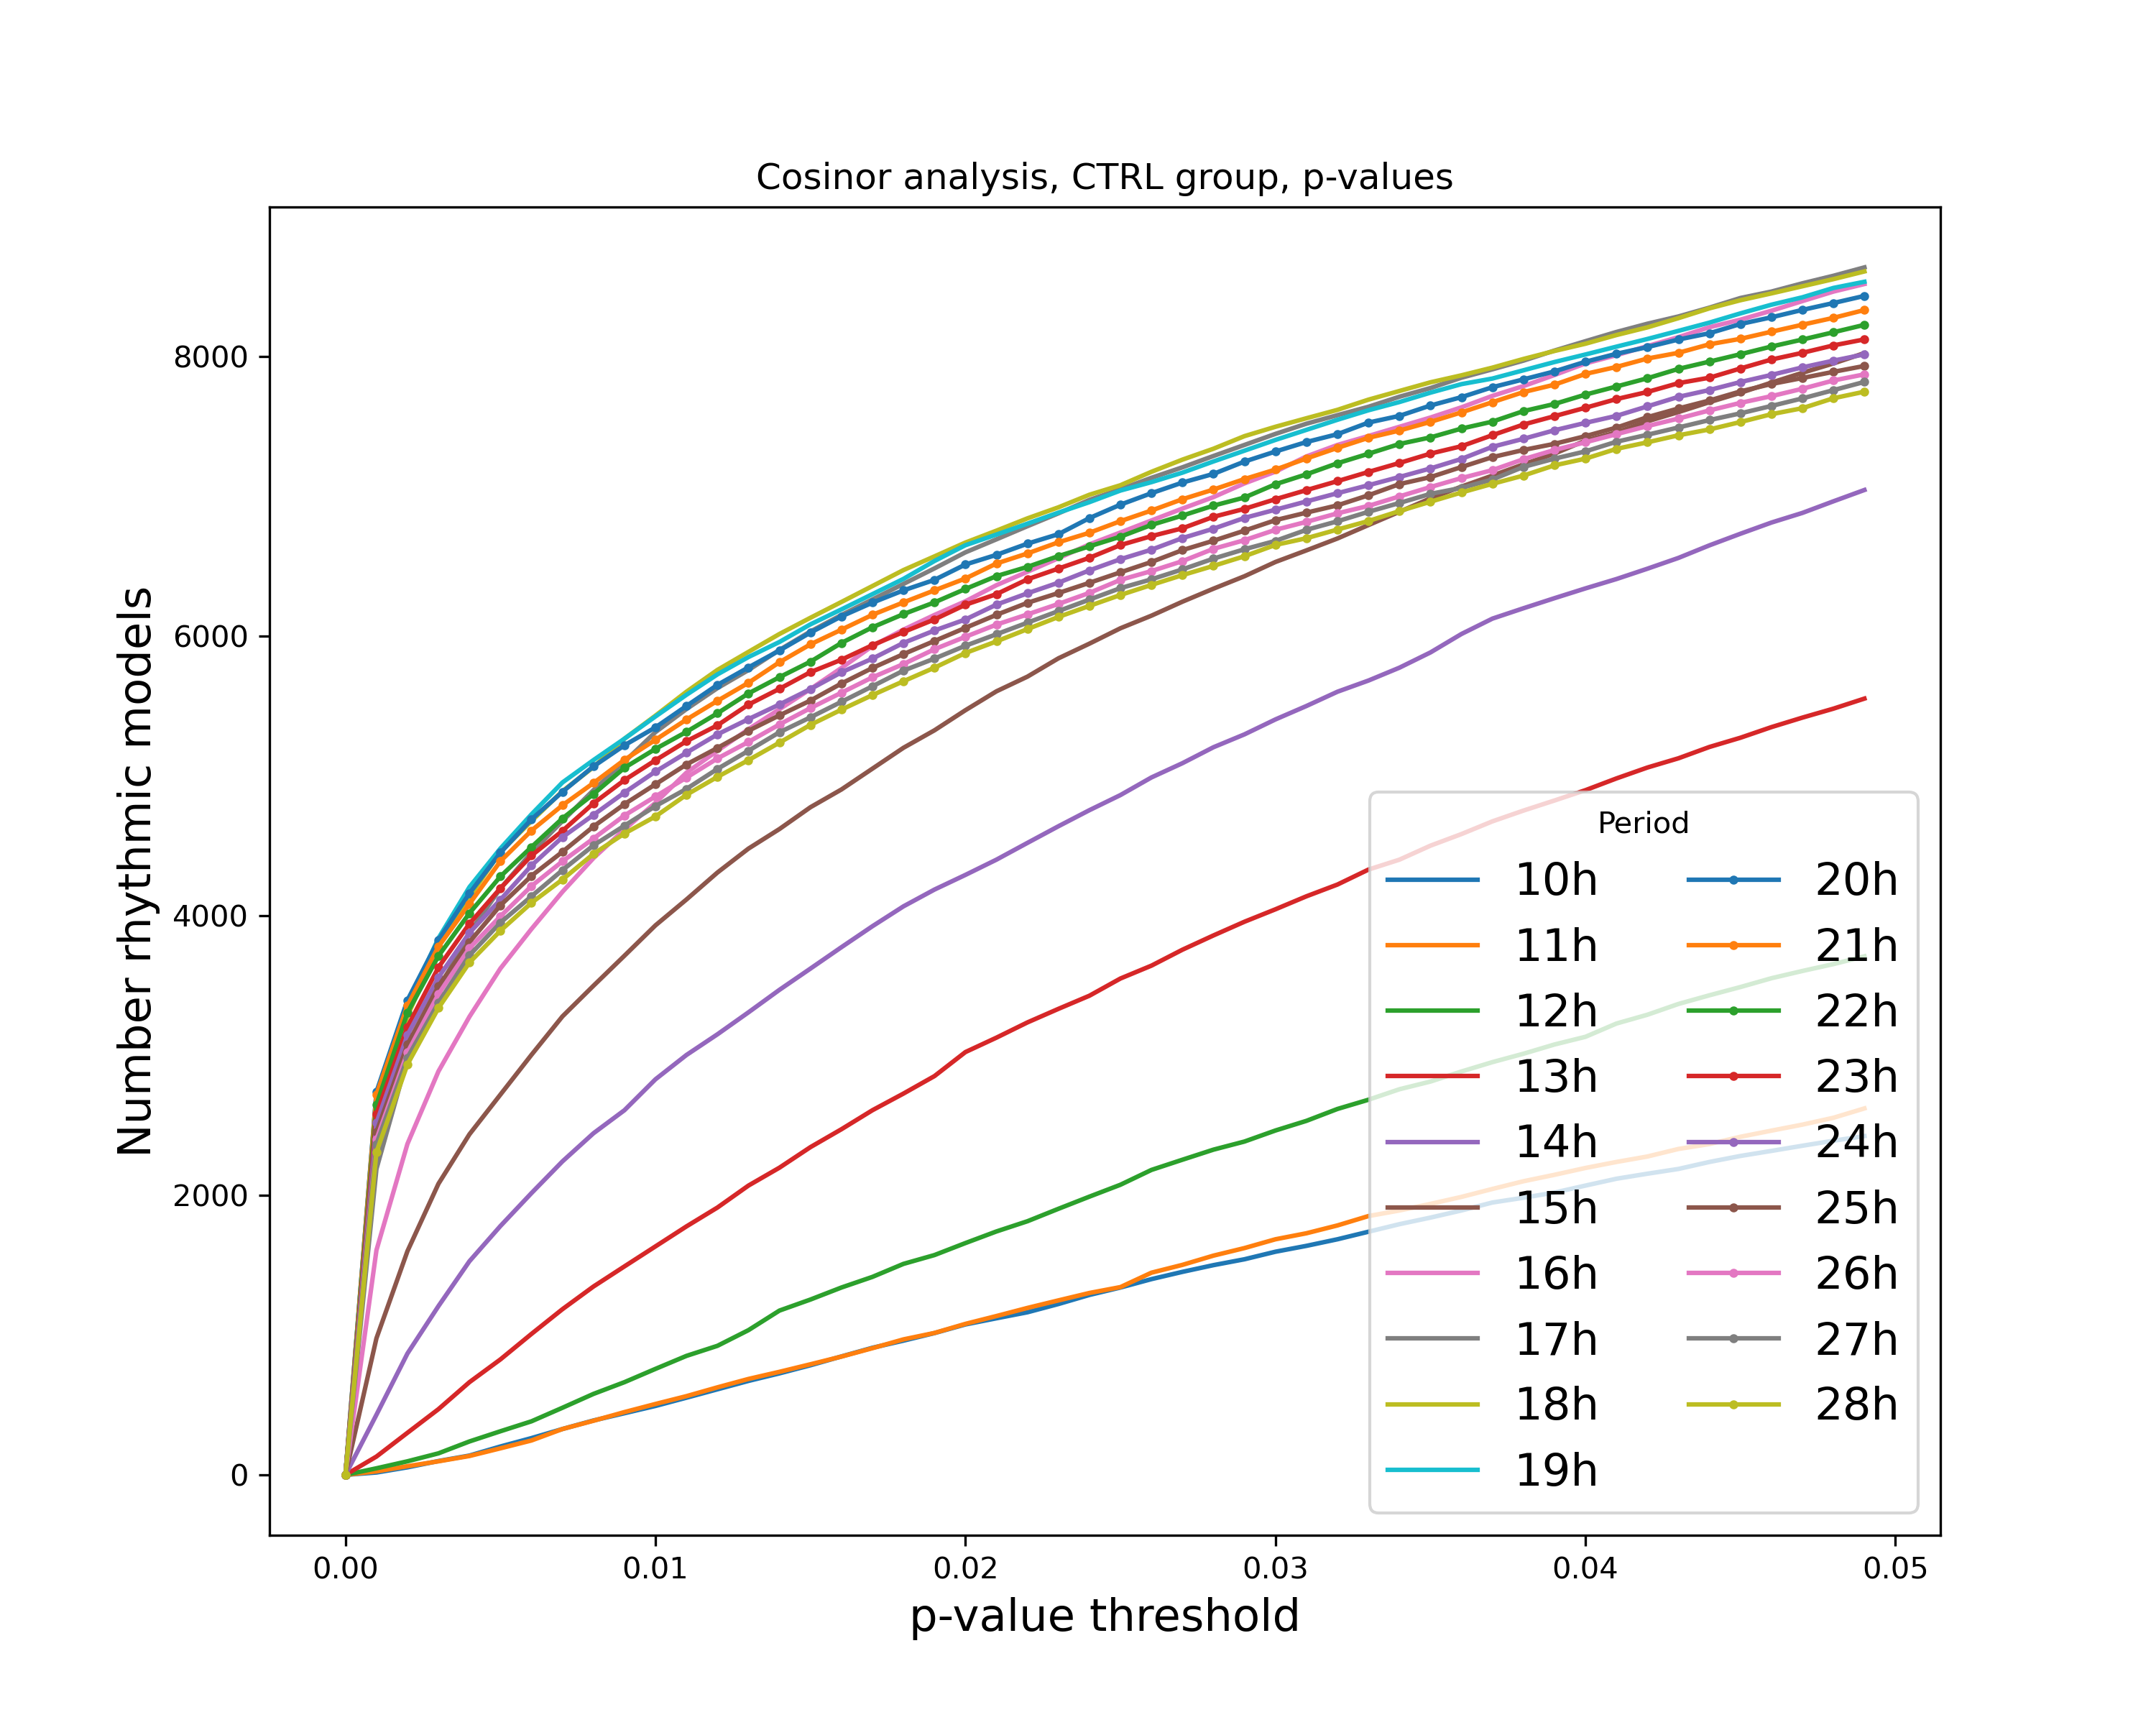 Cosinor analysis, CTRL group, p-values
Number rhythmic models
8000
6000
4000
2000
0
0.00 0.01 0.02 0.03 0.04 0.05
p-value threshold
Period
10h 20h
11h 21h
12h 22h
13h 23h
14h 24h
15h 25h
16h 26h
17h 27h
18h 28h
19h